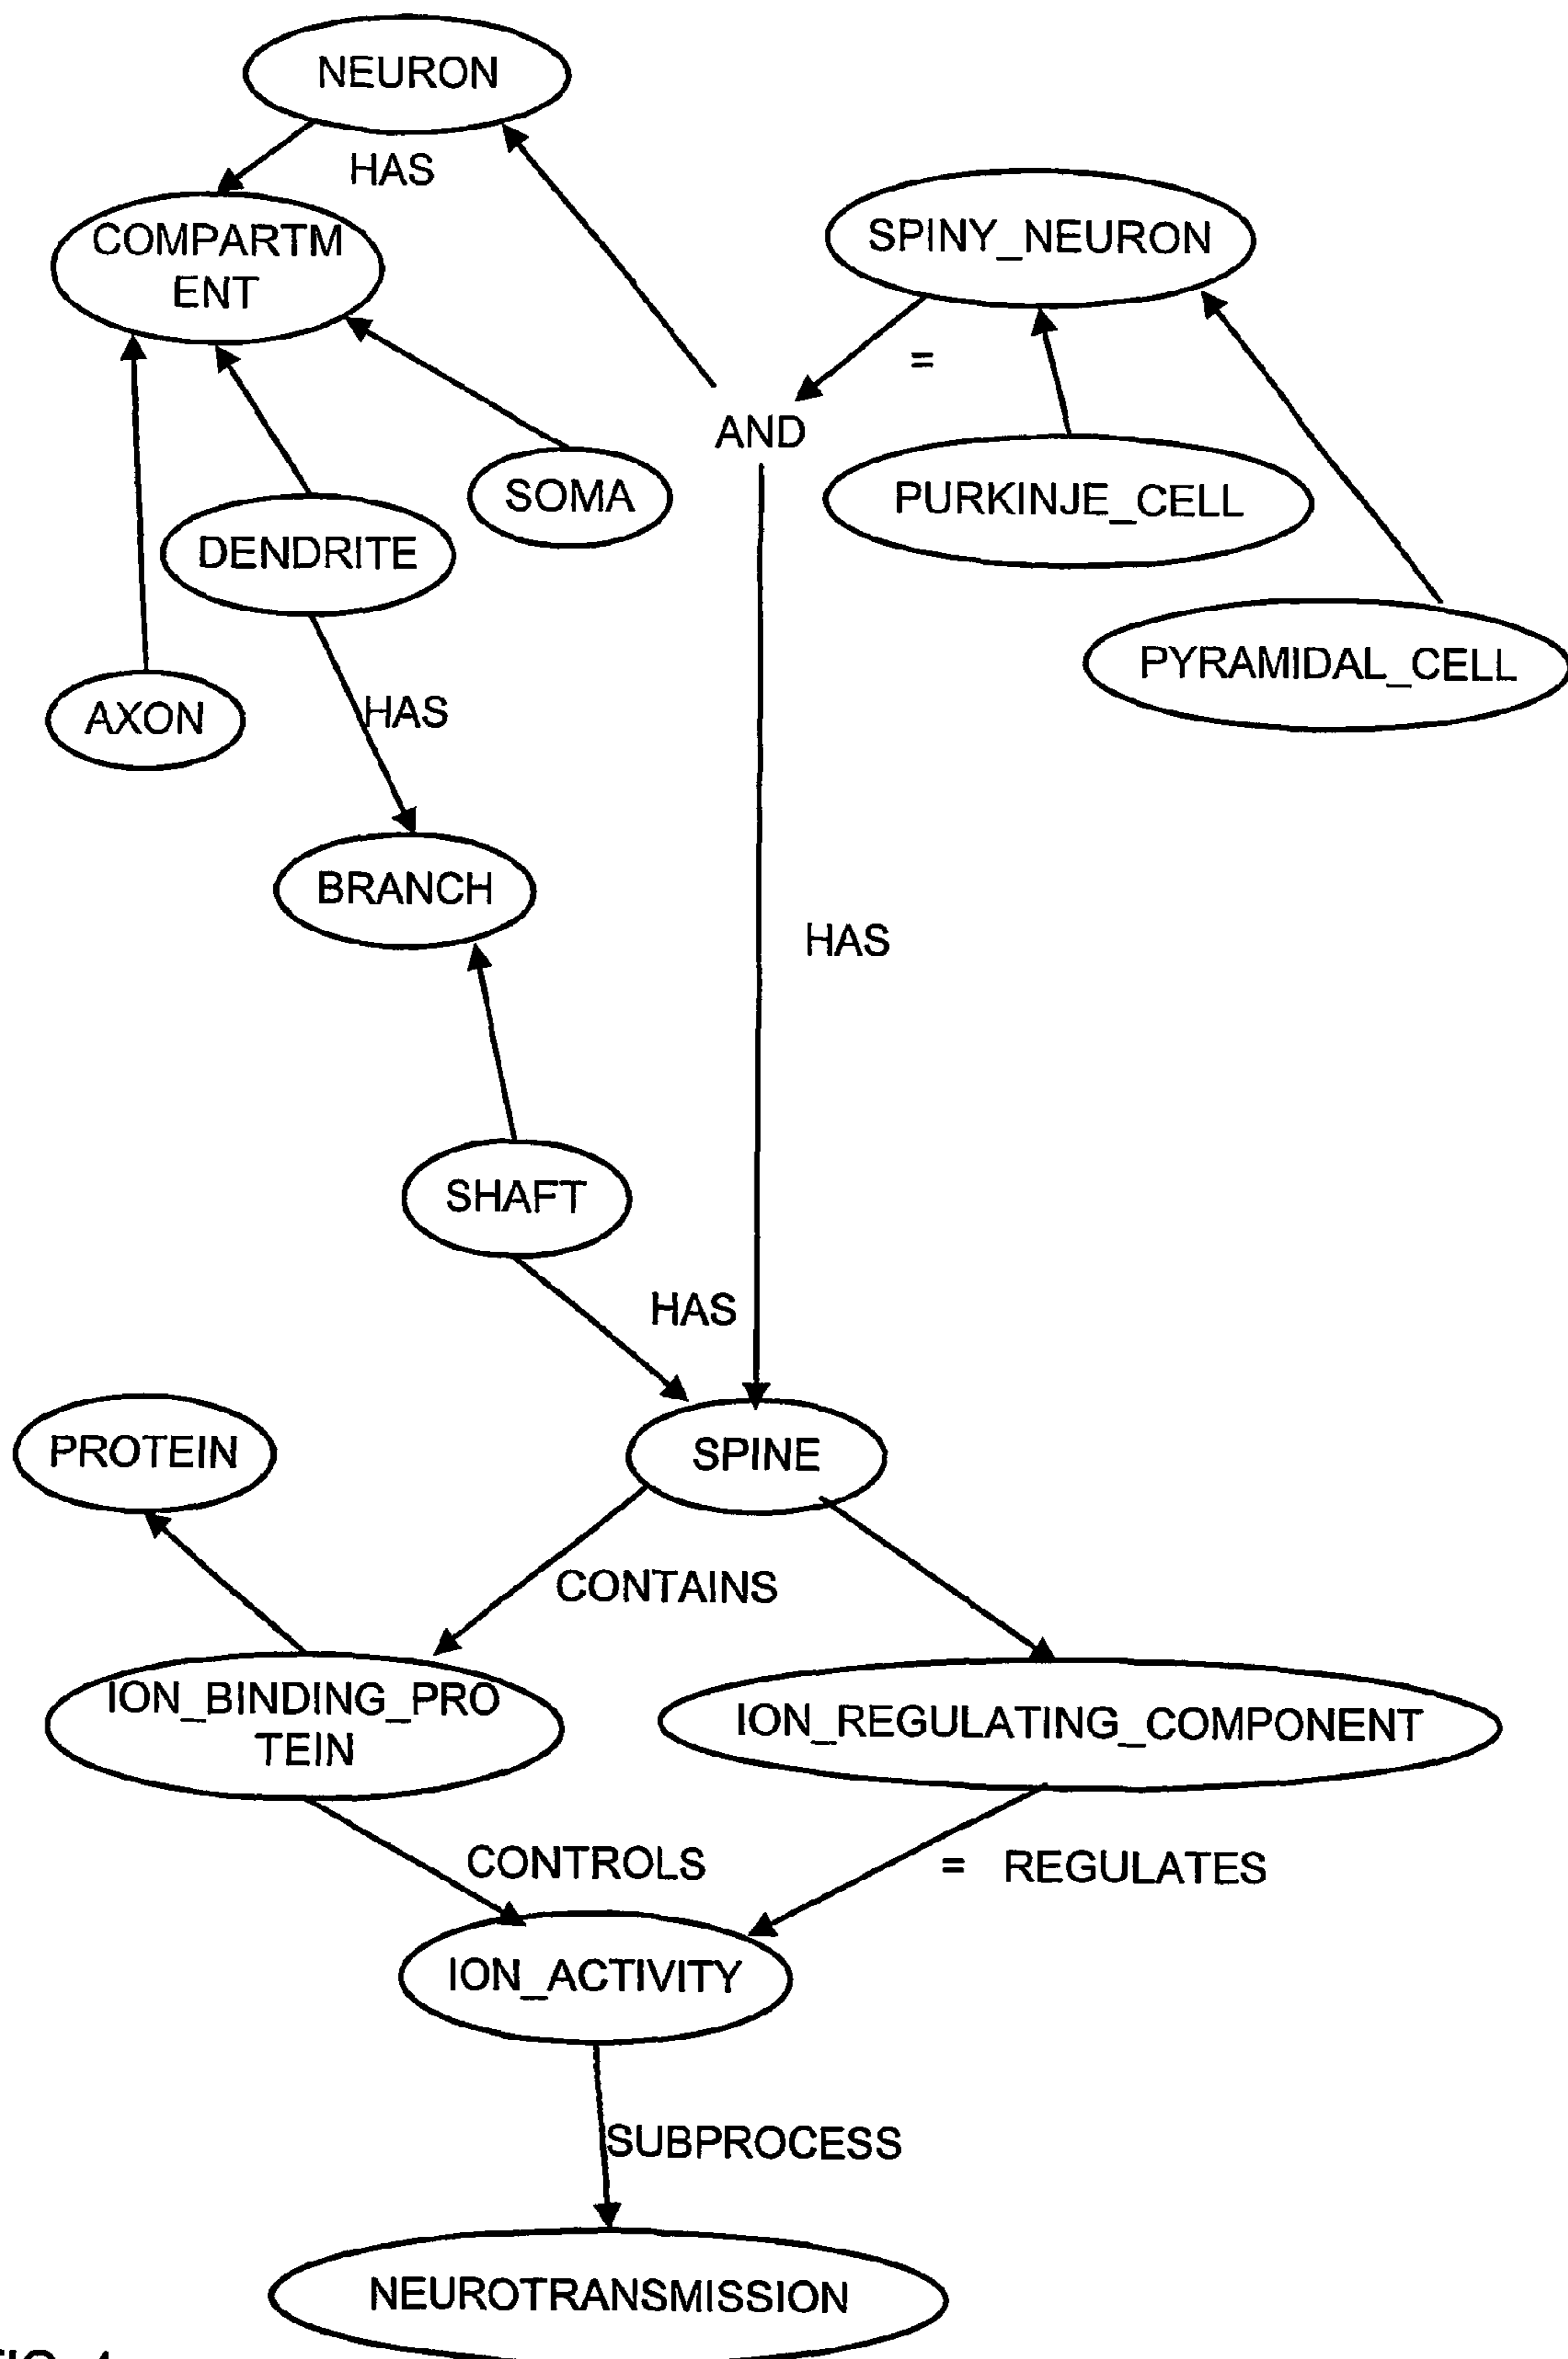 NEURON
HAS
SPINY_NEURON
COMPARTM
ENT
=
AND
SOMA
PURKINJE_CELL
DENDRITE
PYRAMIDAL_CELL
AXON
HAS
BRANCH
HAS
SHAFT
HAS
PROTEIN
SPINE
CONTAINS
ION_BINDING_PRO
TEIN
ION_REGULATING_COMPONENT
CONTROLS
= REGULATES
ION_ACTIVITY
SUBPROCESS
NEUROTRANSMISSION